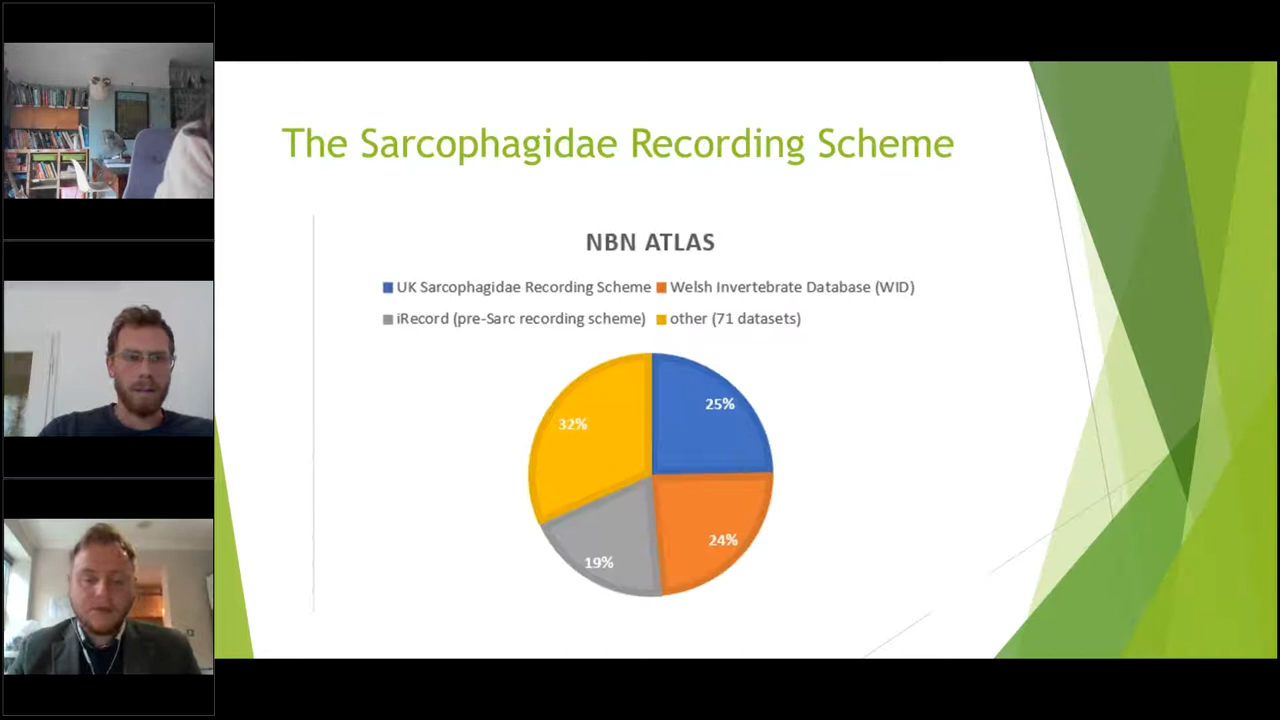 The Sarcophagidae Recording Scheme
NBN ATLAS
UK Sarcophagidae Recording Scheme Welsh Invertebrate Database (WID)
iRecord (pre-Sarc recording scheme) other (71 datasets)
25%
32%
24%
19%